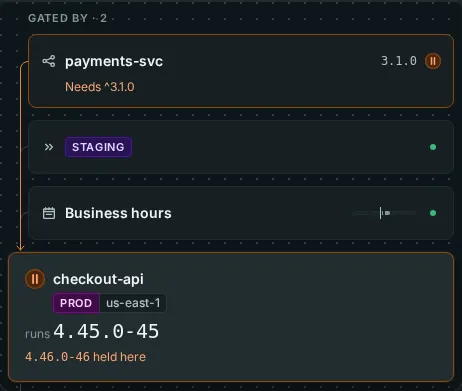 GATED BY · 2
payments-svc 3.1.0
Needs ^3.1.0
STAGING
Business hours
checkout-api
PROD us-east-1
runs 4.45.0-45
4.46.0-46 held here